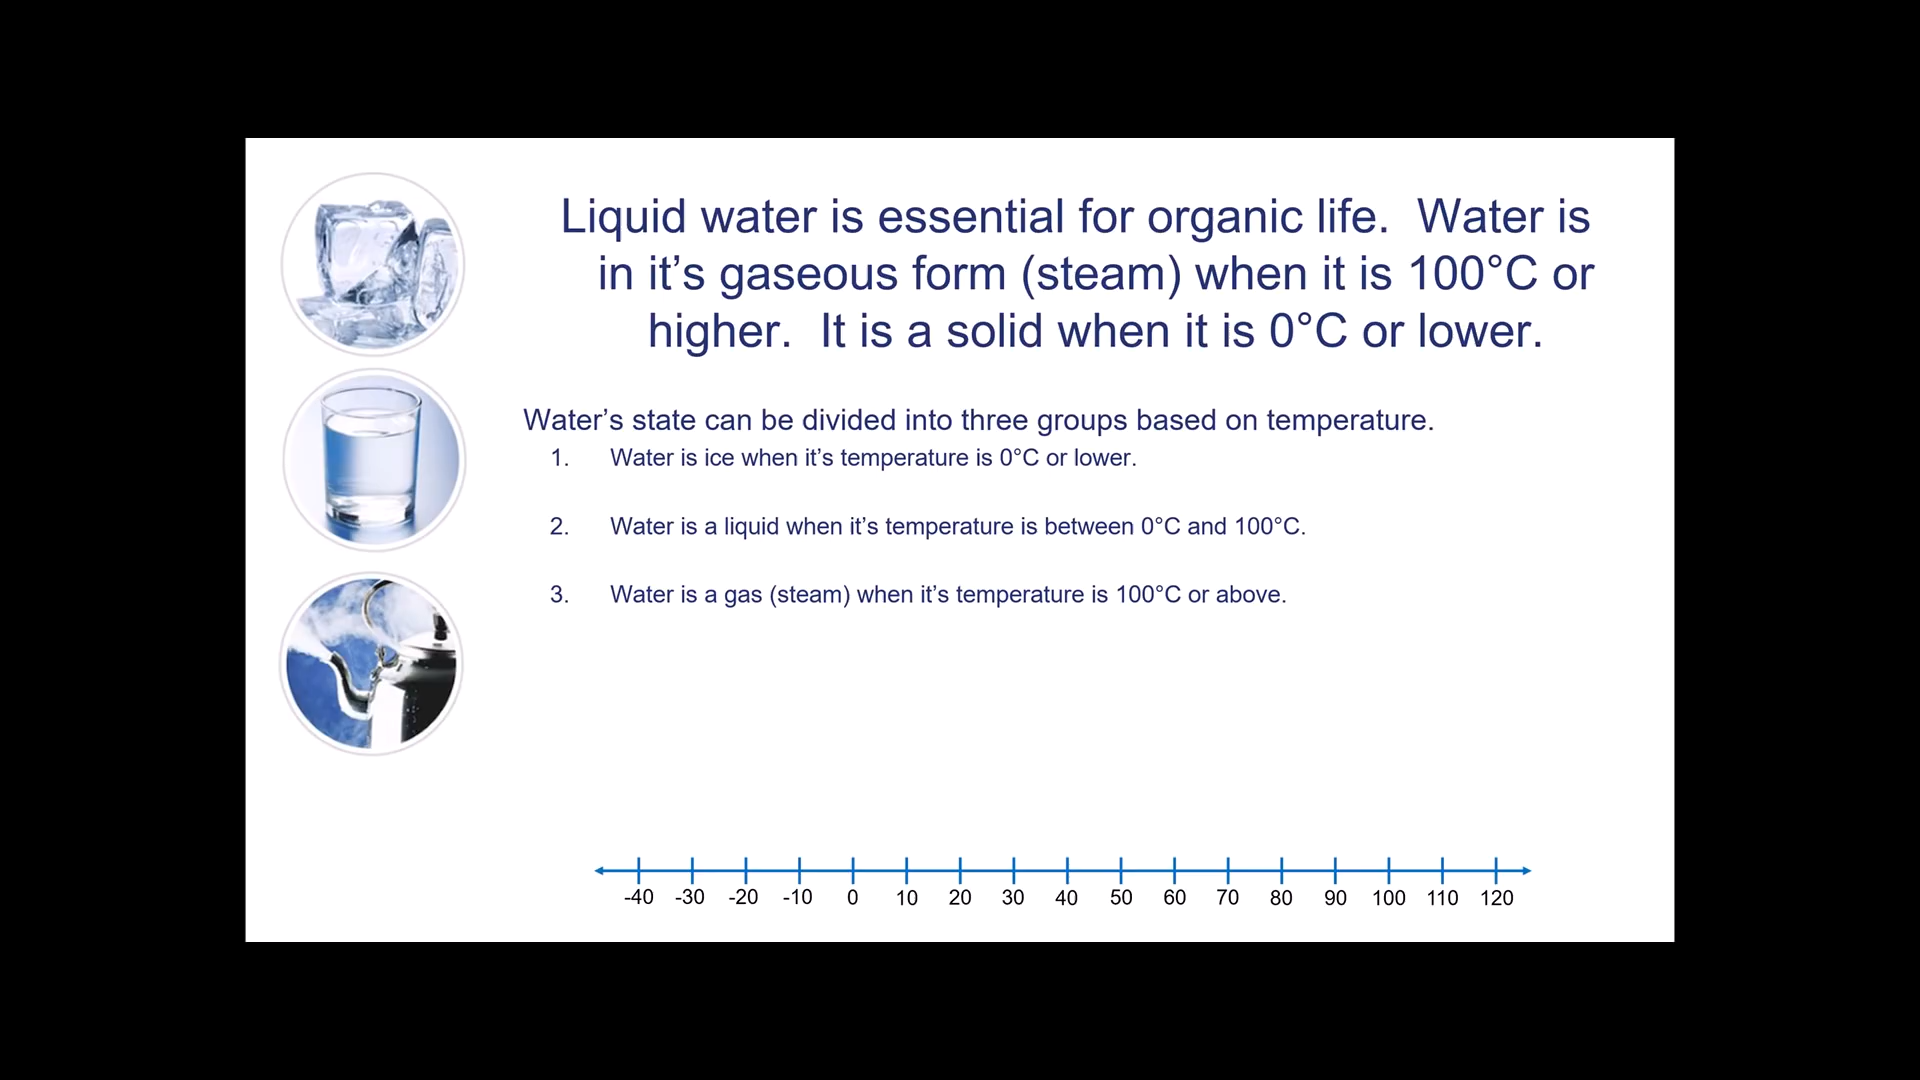 Liquid water is essential for organic life.  Water is
in it’s gaseous form (steam) when it is 100°C or
higher.  It is a solid when it is 0°C or lower.
Water’s state can be divided into three groups based on temperature.
1. Water is ice when it’s temperature is 0°C or lower.
2. Water is a liquid when it’s temperature is between 0°C and 100°C.
3. Water is a gas (steam) when it’s temperature is 100°C or above.
-40 -30 -20 -10 0 10 20 30 40 50 60 70 80 90 100 110 120